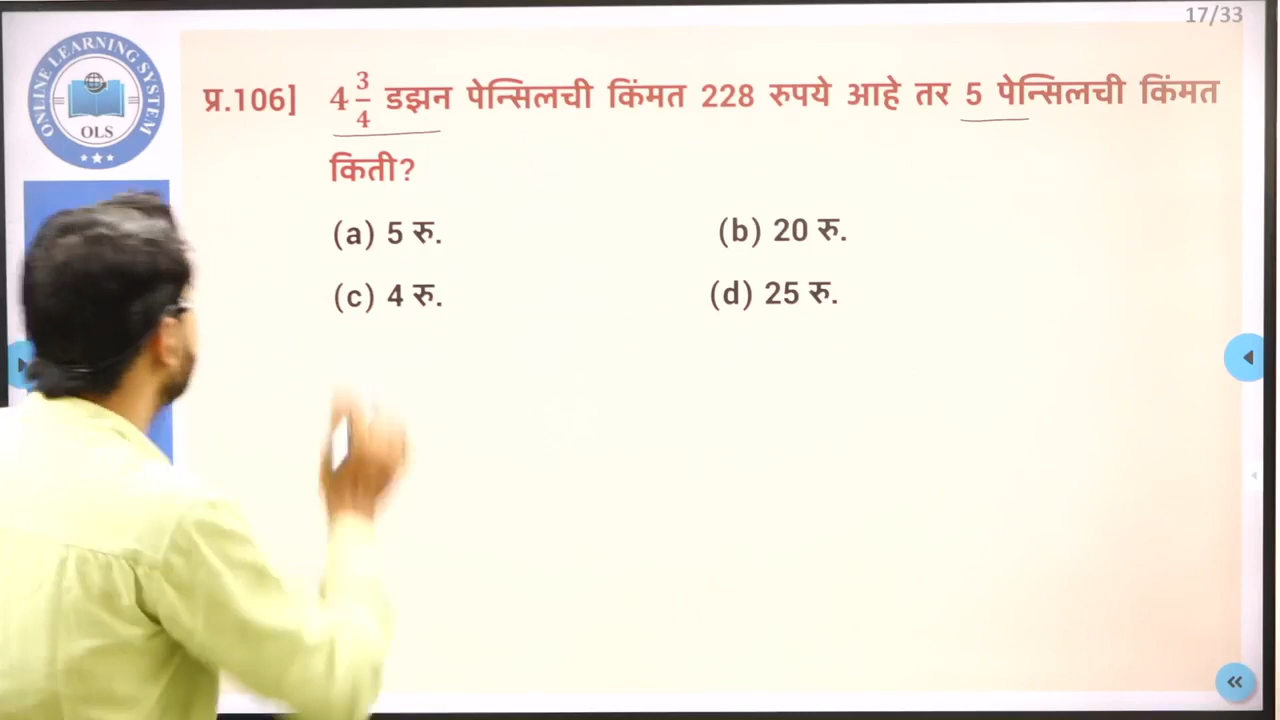 17/33
ONLINE LEARNING SYSTEM
OLS
प्र.106] 4 3/4 डझन पेन्सिलची किंमत 228 रुपये आहे तर 5 पेन्सिलची किंमत
किती?
(a) 5 रु. (b) 20 रु.
(c) 4 रु. (d) 25 रु.